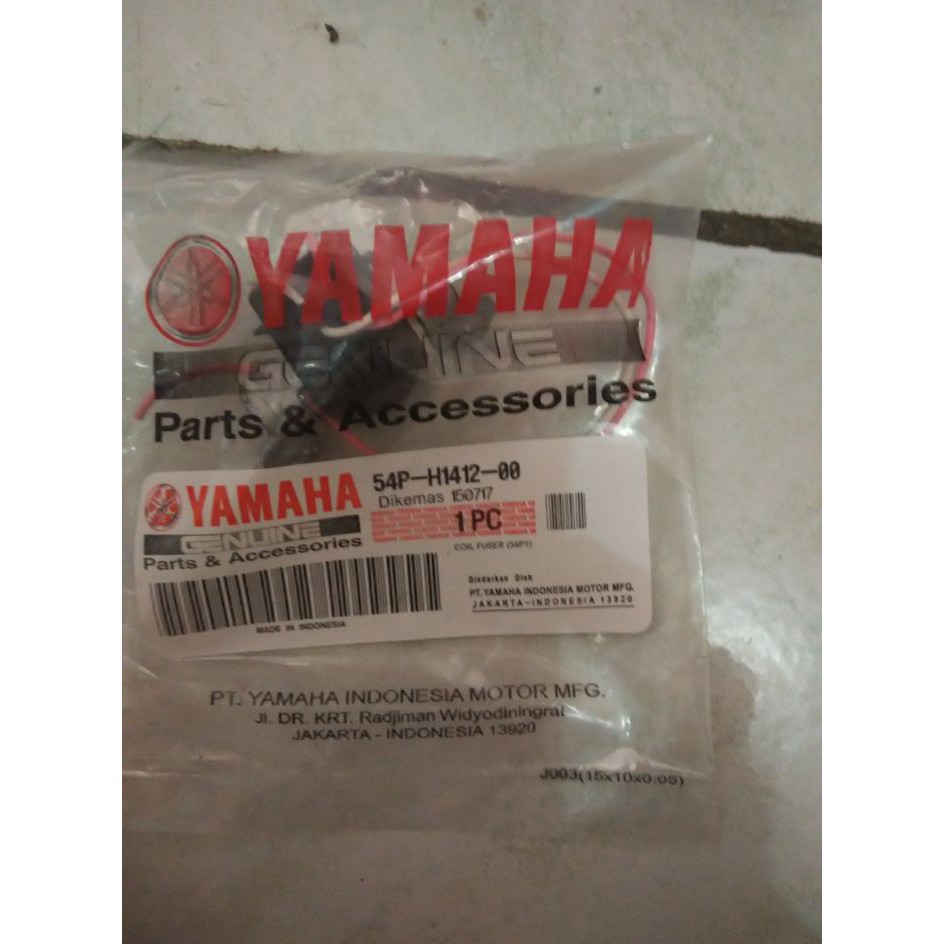 YAMAHA
GENUINE
Parts & Accessories
YAMAHA
GENUINE
Parts & Accessories
54P-H1412-00
Dikemas 150717
1 PC
COIL FUSER (54P1)
Diedarkan Oleh
PT. YAMAHA INDONESIA MOTOR MFG.
JAKARTA-INDONESIA 13920
MADE IN INDONESIA
PT. YAMAHA INDONESIA MOTOR MFG.
Jl. DR. KRT. Radjiman Widyodiningrat
JAKARTA - INDONESIA 13920
J003(15x10x0.05)